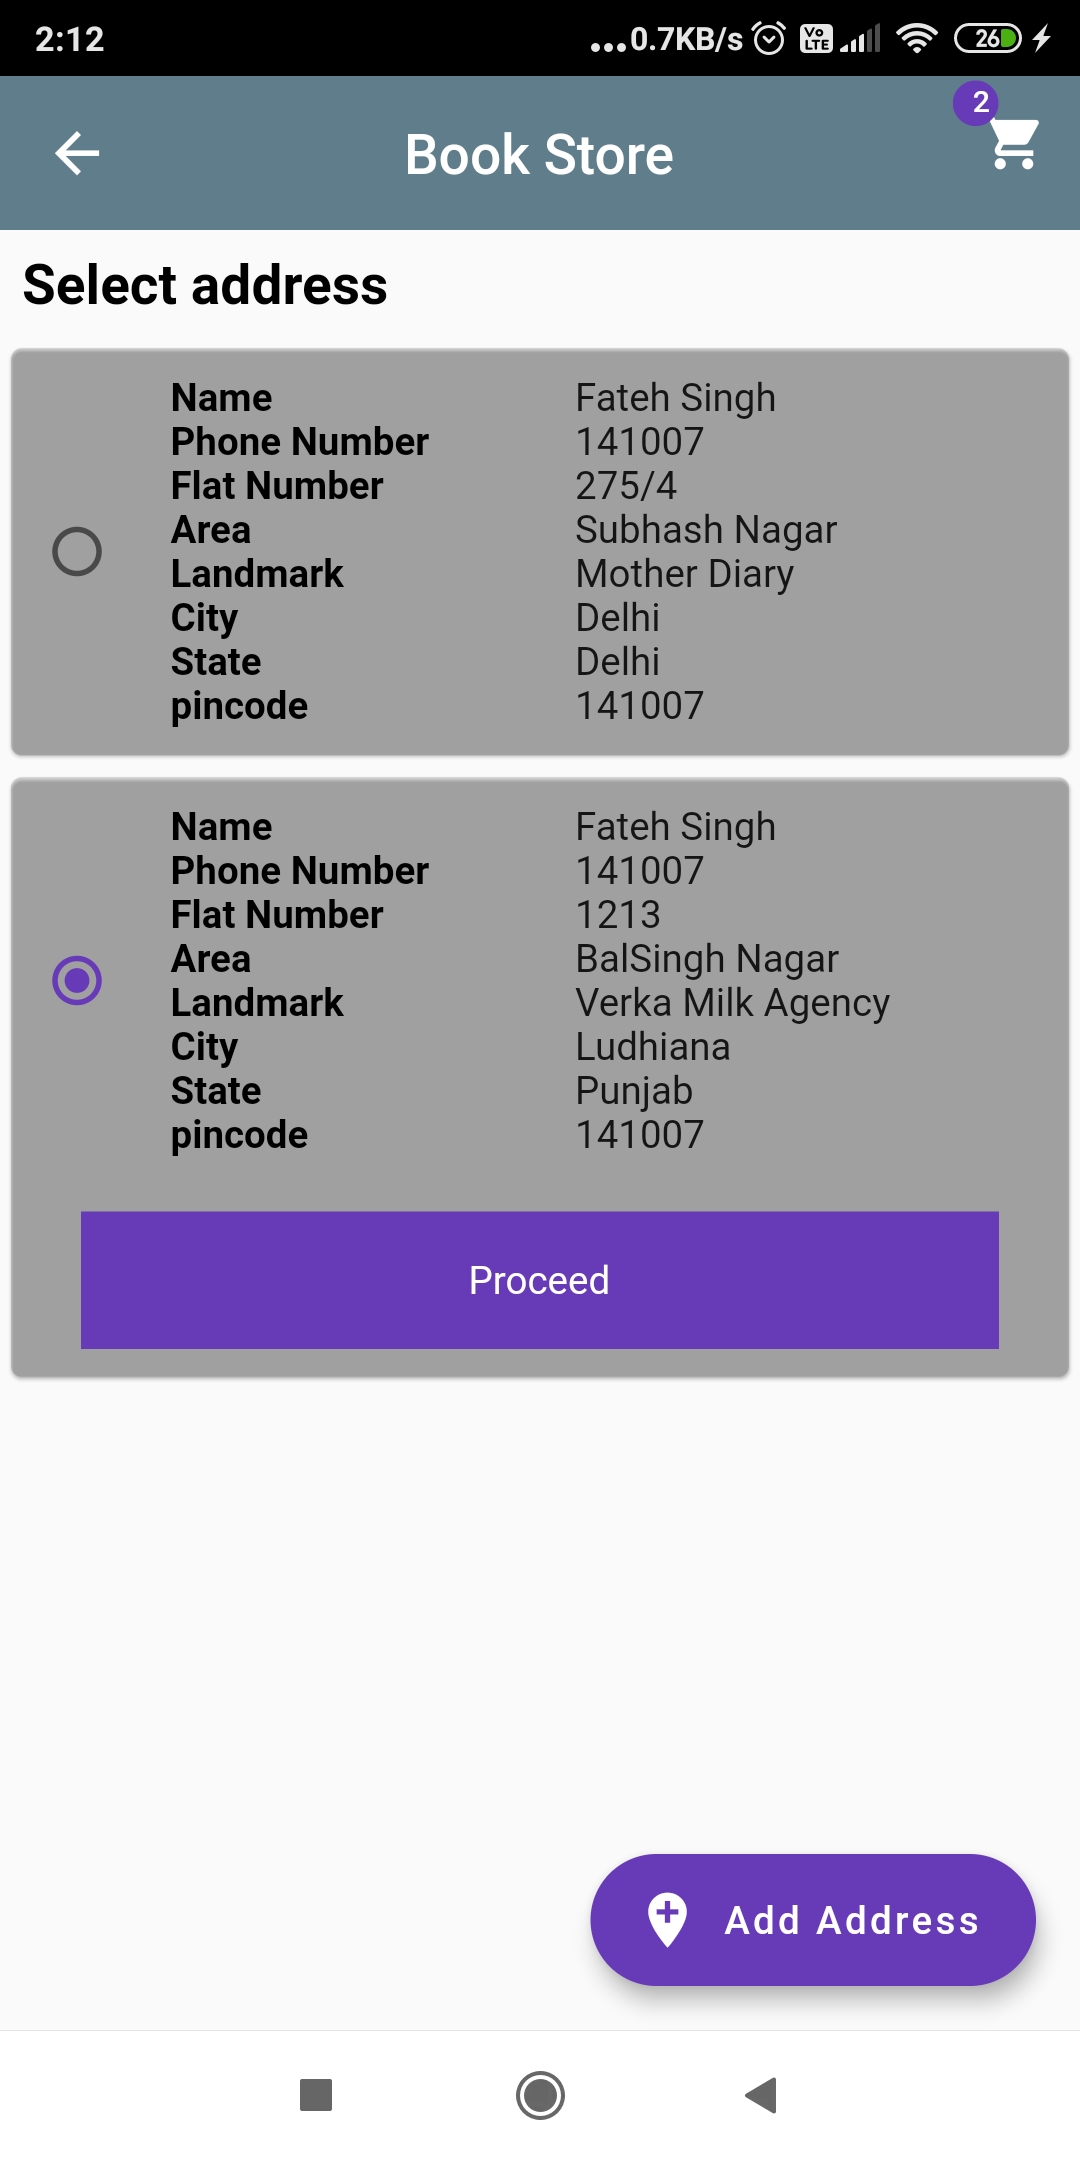 2:12 ...0.7KB/s Vo LTE 26
2
Book Store
Select address
Name Fateh Singh
Phone Number 141007
Flat Number 275/4
Area Subhash Nagar
Landmark Mother Diary
City Delhi
State Delhi
pincode 141007
Name Fateh Singh
Phone Number 141007
Flat Number 1213
Area BalSingh Nagar
Landmark Verka Milk Agency
City Ludhiana
State Punjab
pincode 141007
Proceed
Add Address